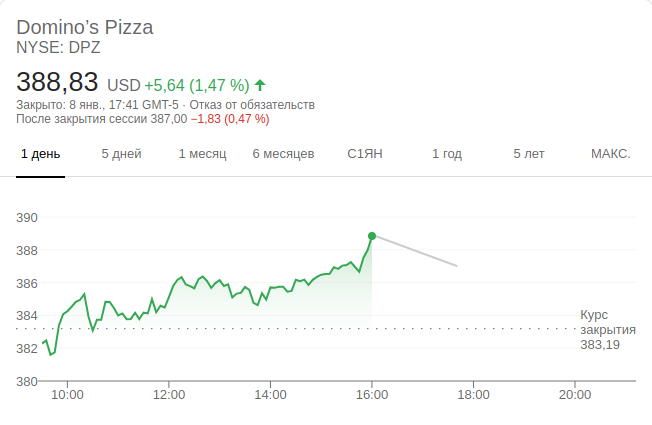 Domino’s Pizza
NYSE: DPZ
388,83 USD +5,64 (1,47 %)
Закрыто: 8 янв., 17:41 GMT-5 · Отказ от обязательств
После закрытия сессии 387,00 −1,83 (0,47 %)
1 день 5 дней 1 месяц 6 месяцев С1ЯН 1 год 5 лет МАКС.
390
388
386
384
382
380
Курс
закрытия
383,19
10:00 12:00 14:00 16:00 18:00 20:00